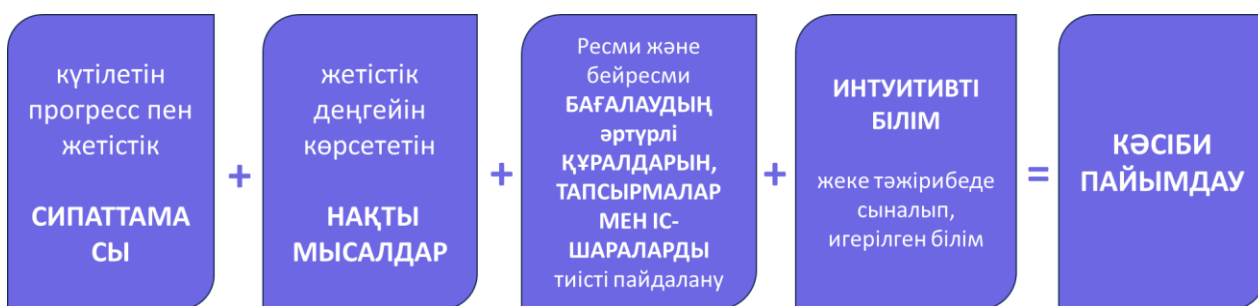 күтілетін
прогресс пен
жетістік
СИПАТТАМА
СЫ
+
жетістік
деңгейін
көрсететін
НАҚТЫ
МЫСАЛДАР
+
Ресми және
бейресми
БАҒАЛАУДЫҢ
әртүрлі
ҚҰРАЛДАРЫН,
ТАПСЫРМАЛАР
МЕН ІС-
ШАРАЛАРДЫ
тиісті пайдалану
+
ИНТУИТИВТІ
БІЛІМ
жеке тәжірибеде
сыналып,
игерілген білім
=
КӘСІБИ
ПАЙЫМДАУ